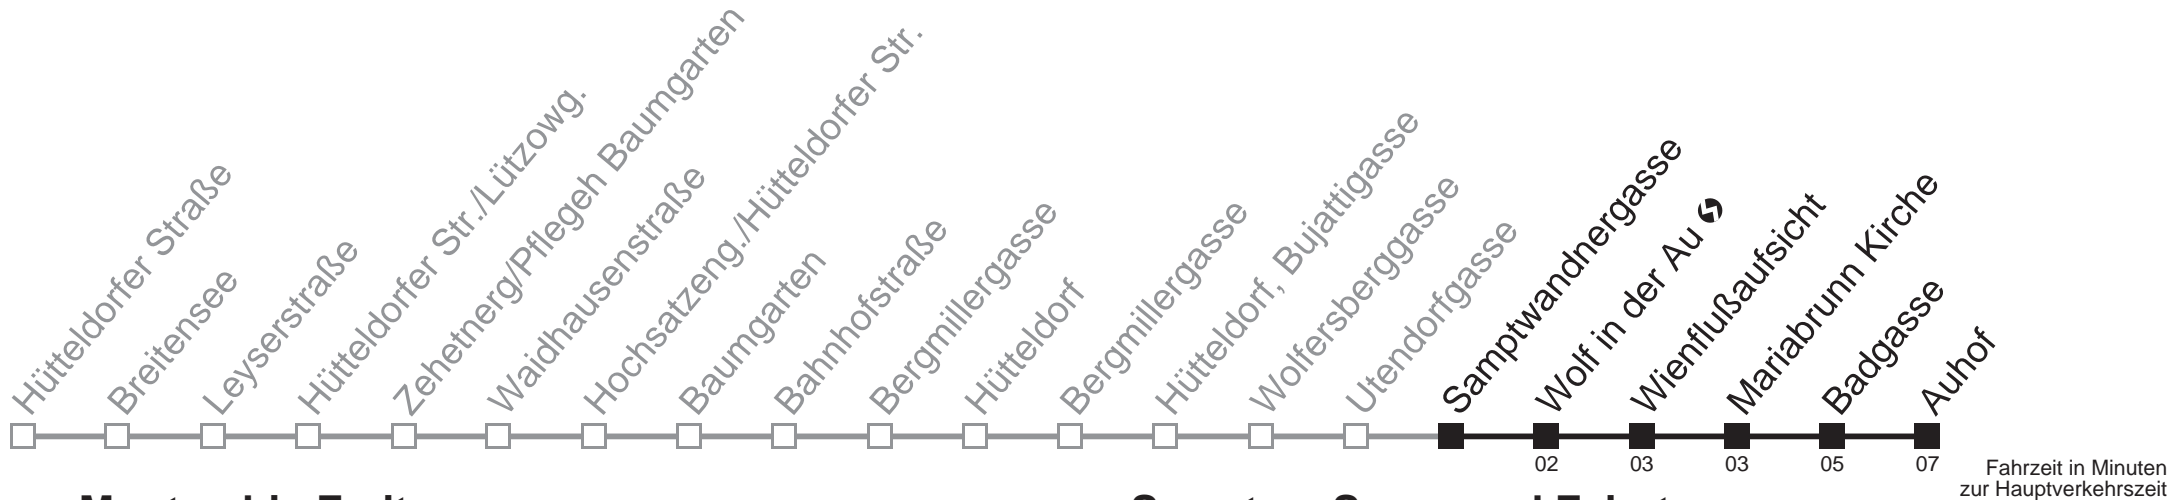 Hütteldorfer Straße
Breitensee
Leyserstraße
Hütteldorfer Str./Lützowg.
Zehetnerg/Pflegeh Baumgarten
Waidhausenstraße
Hochsatzeng./Hütteldorfer Str.
Baumgarten
Bahnhofstraße
Bergmillergasse
Hütteldorf
Bergmillergasse
Hütteldorf, Bujattigasse
Wolfersberggasse
Utendorfgasse
Samptwandnergasse
Wolf in der Au
Wienflußaufsicht
Mariabrunn Kirche
Badgasse
Auhof
02 03 03 05 07
Fahrzeit in Minuten
zur Hauptverkehrszeit